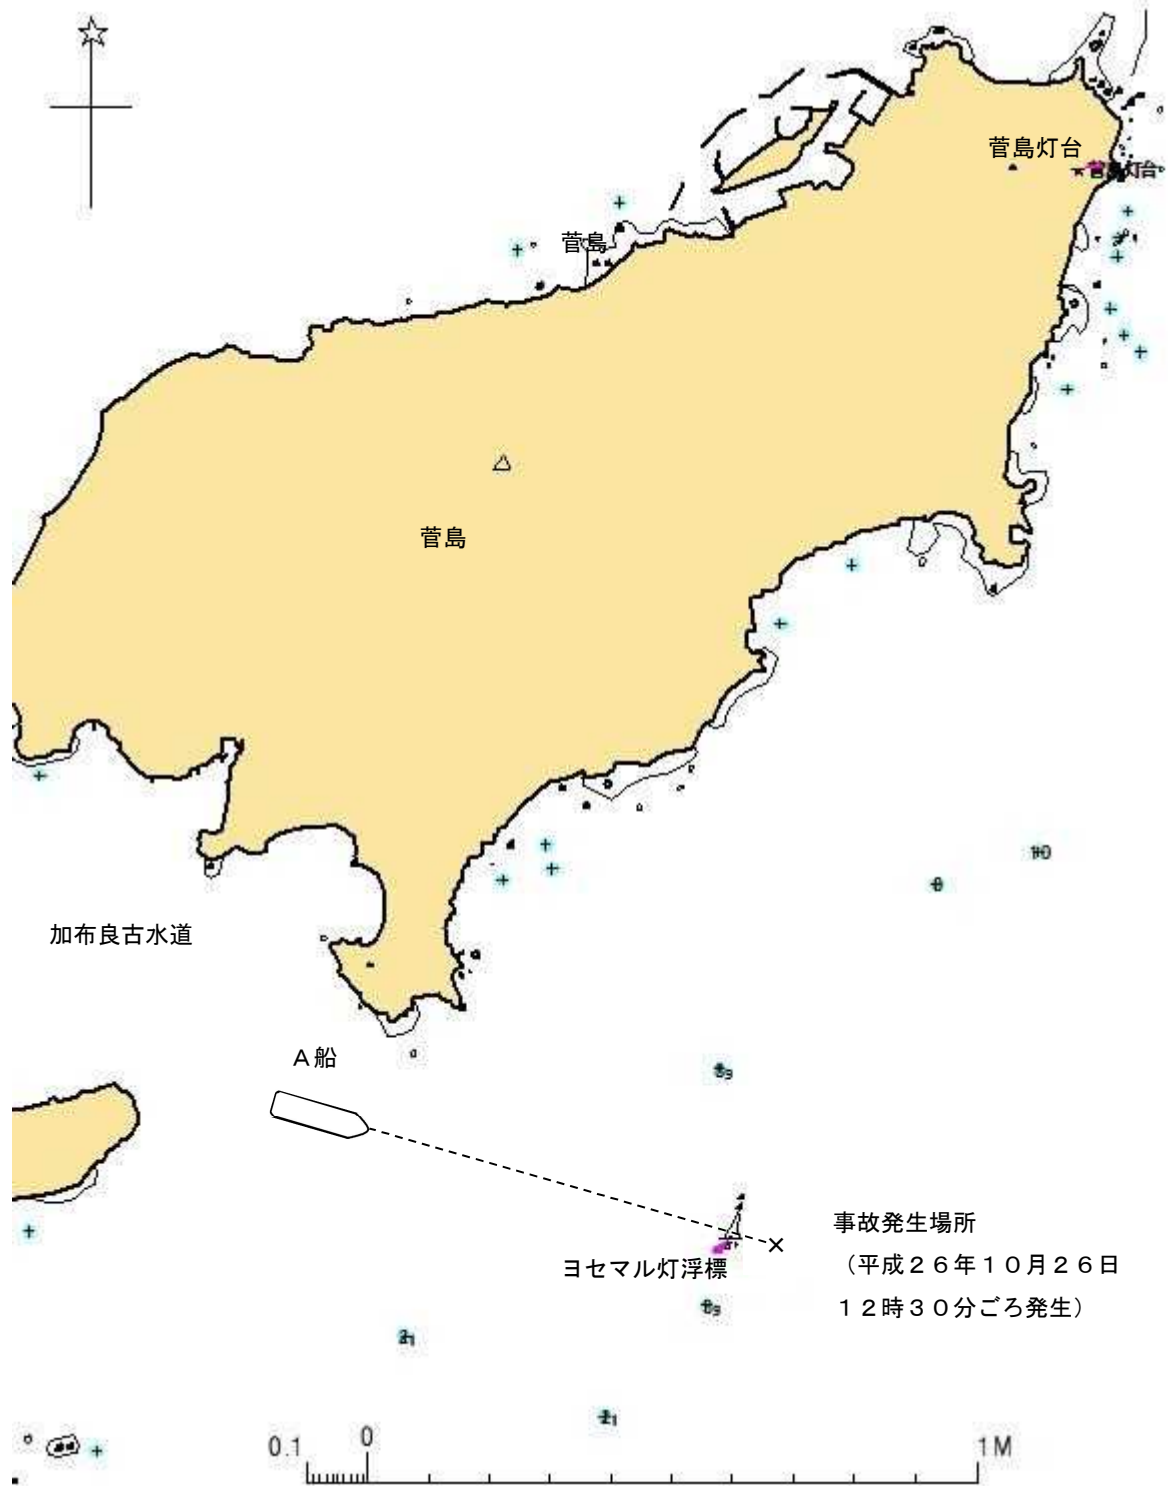 菅島灯台
菅島灯台
菅島
菅島
加布良古水道
A船
事故発生場所
（平成26年10月26日
12時30分ごろ発生）
ヨセマル灯浮標
0.1
0
1M